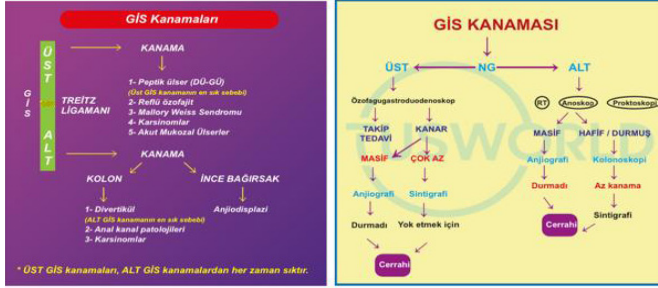 GİS Kanamaları
ÜST
GİS
ALT
TREİTZ
LİGAMANI
KANAMA
1- Peptik ülser (DÜ-GÜ)
(Üst GİS kanamanın en sık sebebi)
2- Reflü özofajit
3- Mallory Weiss Sendromu
4- Karsinomlar
5- Akut Mukozal Ülserler
KANAMA
KOLON
İNCE BAĞIRSAK
1- Divertikül
(ALT GİS kanamanın en sık sebebi)
2- Anal kanal patolojileri
3- Karsinomlar
Anjiodisplazi
* ÜST GİS kanamaları, ALT GİS kanamalardan her zaman sıktır.
GİS KANAMASI
ÜST
NG
ALT
Özofagugastroduodenoskop
RT
Anoskop
Proktoskopi
TAKİP
TEDAVİ
KANAR
MASİF
HAFİF / DURMUŞ
MASİF
ÇOK AZ
Anjiografi
Kolonoskopi
Anjiografi
Sintigrafi
Durmadı
Az kanama
Durmadı
Yok etmek için
Cerrahi
Sintigrafi
Cerrahi
TUSWORLD